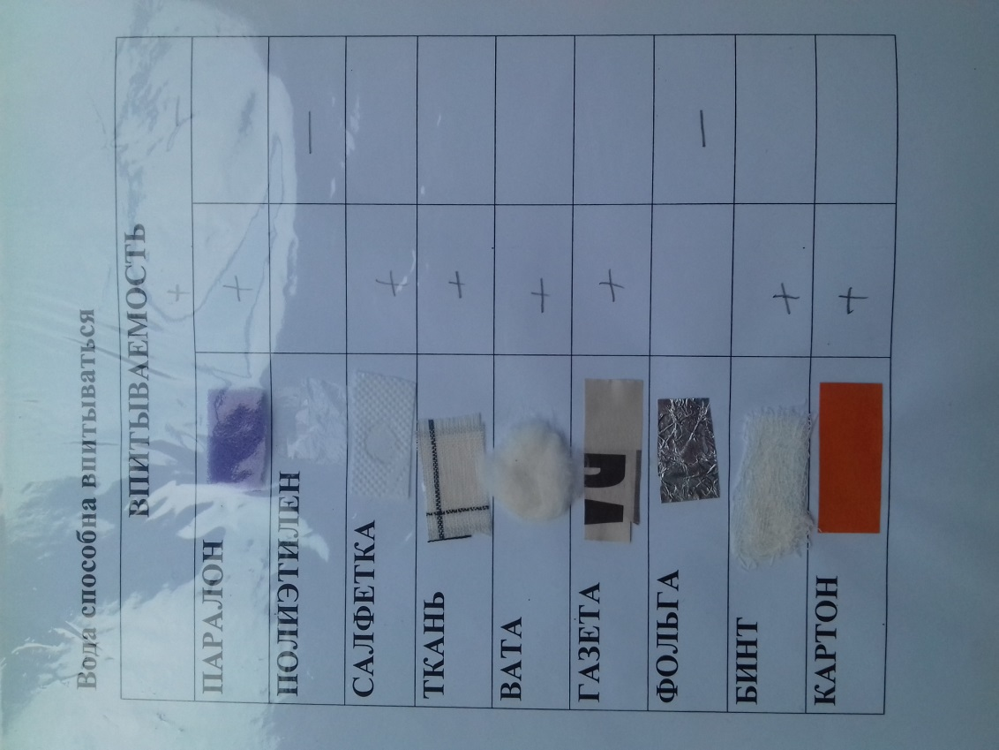 Вода способна впитываться
ВПИТЫВАЕМОСТЬ + -
ПАРАЛОН +
ПОЛИЭТИЛЕН -
САЛФЕТКА +
ТКАНЬ +
ВАТА +
ГАЗЕТА +
ФОЛЬГА -
БИНТ +
КАРТОН +